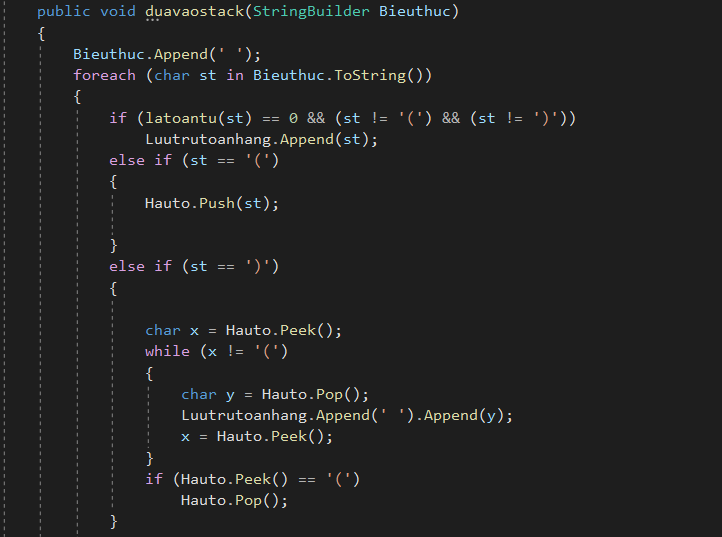 public void duavaostack(StringBuilder Bieuthuc)
{
Bieuthuc.Append(' ');
foreach (char st in Bieuthuc.ToString())
{
if (latoantu(st) == 0 && (st != '(') && (st != ')'))
Luutrutoanhang.Append(st);
else if (st == '(')
{
Hauto.Push(st);
}
else if (st == ')')
{
char x = Hauto.Peek();
while (x != '(')
{
char y = Hauto.Pop();
Luutrutoanhang.Append(' ').Append(y);
x = Hauto.Peek();
}
if (Hauto.Peek() == '(')
Hauto.Pop();
}